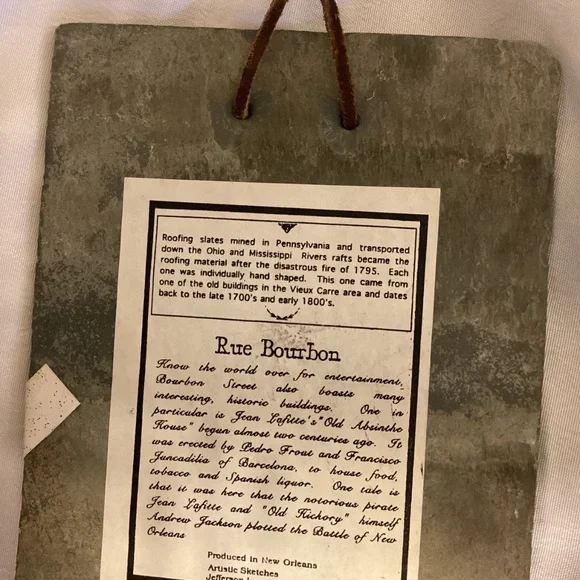 Roofing slates mined in Pennsylvania and transported
down the Ohio and Mississippi Rivers rafts became the
roofing material after the disastrous fire of 1795. Each
one was individually hand shaped. This one came from
one of the old buildings in the Vieux Carre area and dates
back to the late 1700's and early 1800's.
Rue Bourbon
Know the world over for entertainment,
Bourbon Street also boasts many
interesting, historic buildings. One in
particular is Jean Lafitte's "Old Absinthe
House" begun almost two centuries ago. It
was erected by Pedro Front and Francisco
Juncadilia of Barcelona, to house food,
tobacco and Spanish liquor. One tale is
that it was here that the notorious pirate
Jean Lafitte and "Old Hickory" himself
Andrew Jackson plotted the Battle of New
Orleans
Produced in New Orleans
Artistic Sketches
Jefferson